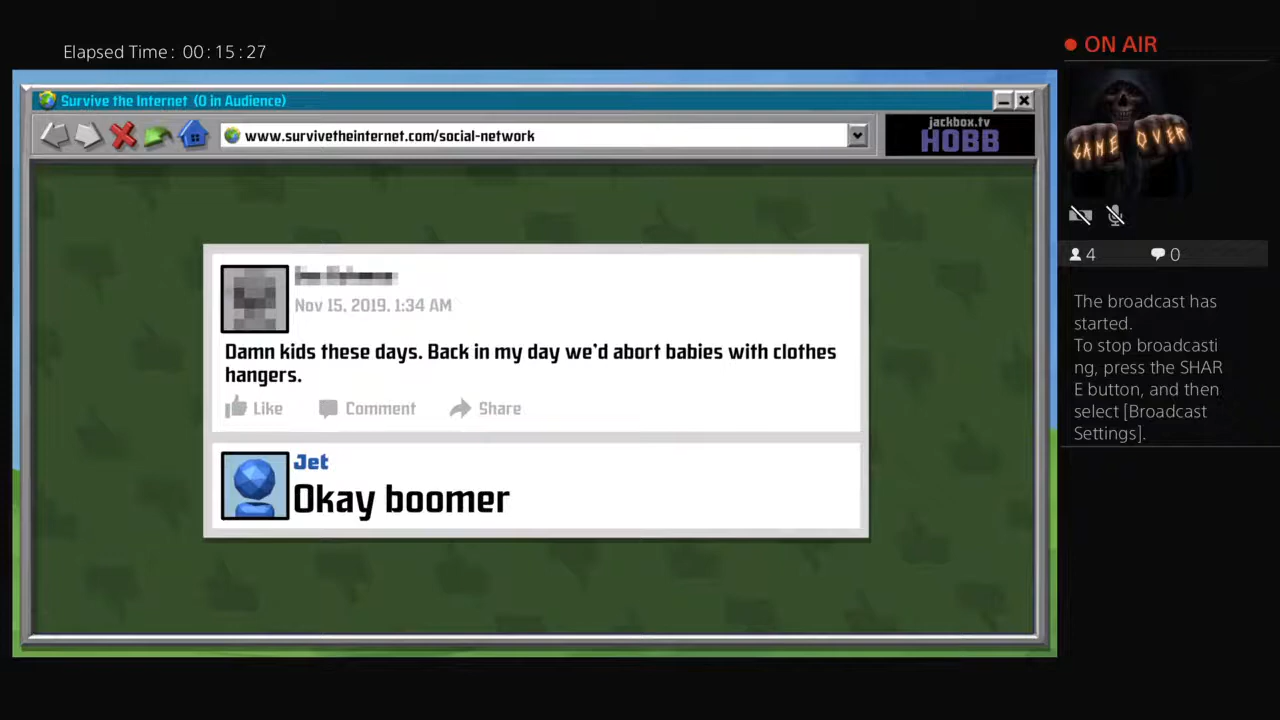 Elapsed Time: 00:15:27
ON AIR
Survive the Internet (0 in Audience)
www.survivetheinternet.com/social-network
jackbox.tv
HOBB
GAME OVER
4
0
Nov 15, 2019, 1:34 AM
Damn kids these days. Back in my day we'd abort babies with clothes
hangers.
Like Comment Share
Jet
Okay boomer
The broadcast has
started.
To stop broadcasti
ng, press the SHAR
E button, and then
select [Broadcast
Settings].